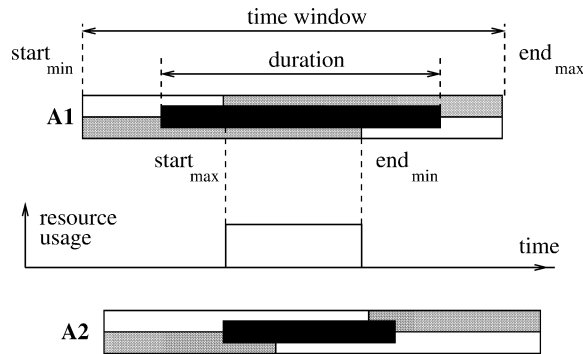 time window
start min
end max
duration
A1
start max
end min
resource
usage
time
A2